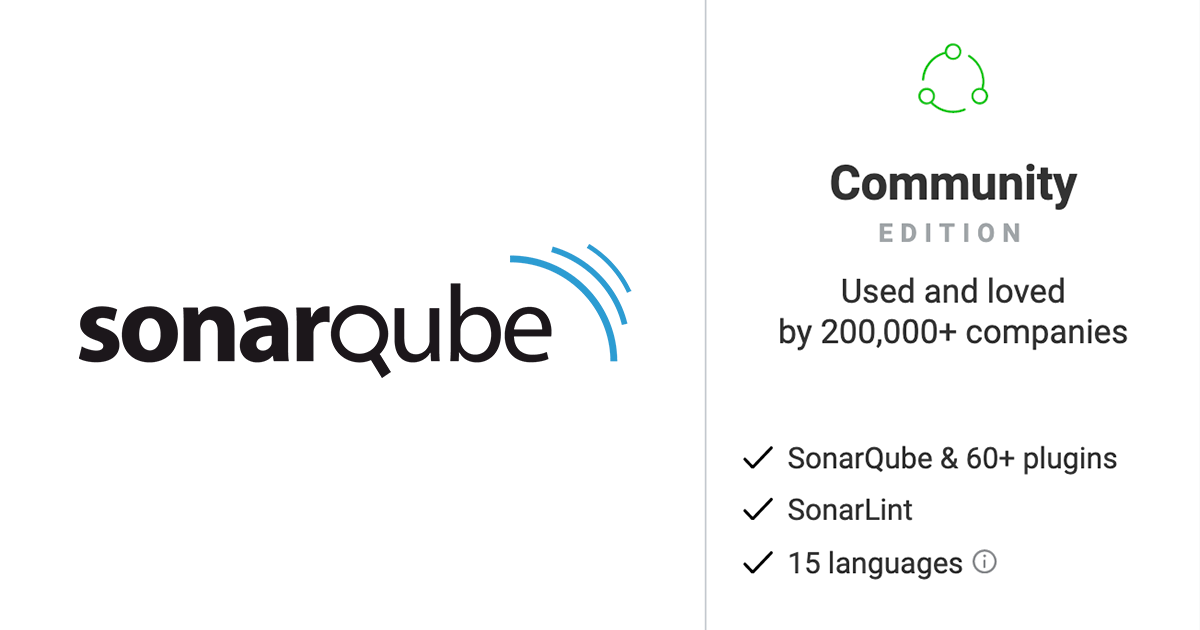 sonarqube
Community
EDITION
Used and loved
by 200,000+ companies
SonarQube & 60+ plugins
SonarLint
15 languages